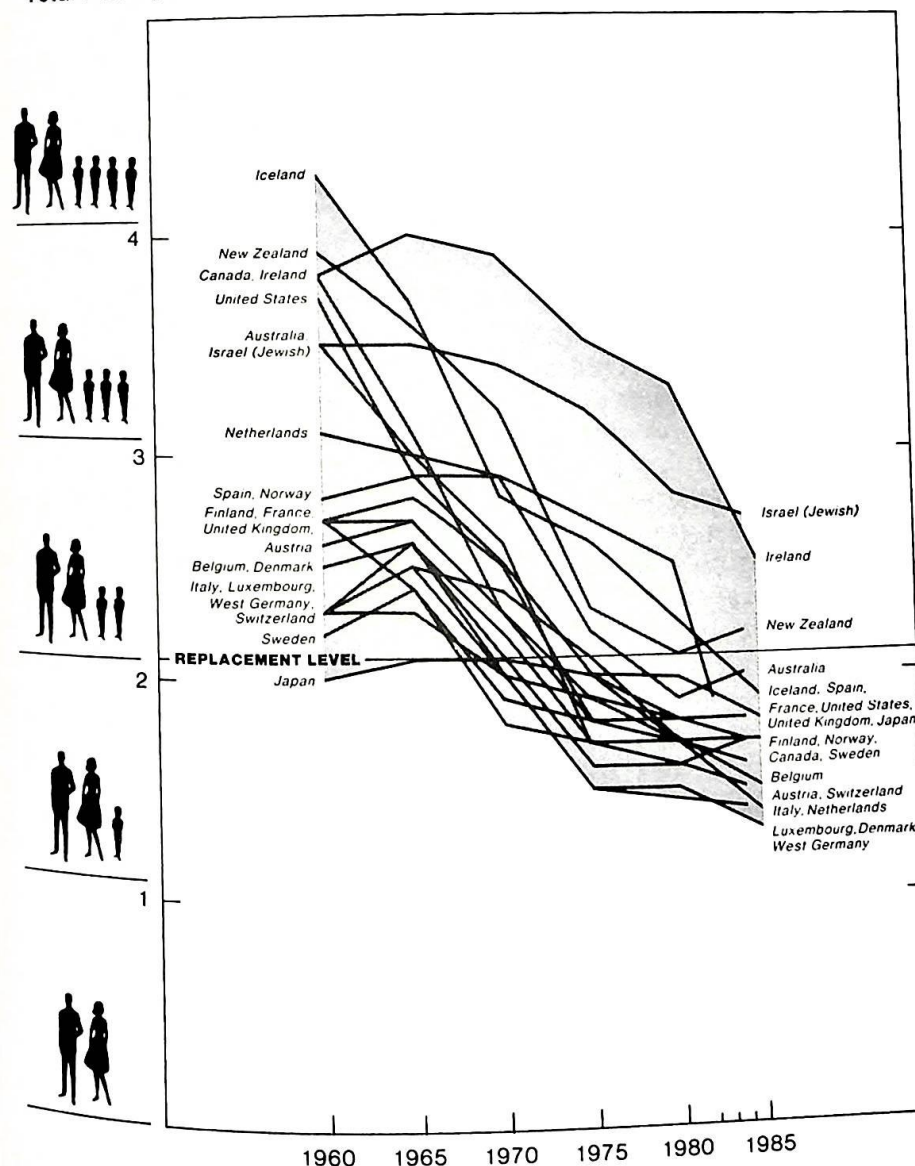 4
3
2
1
Iceland
New Zealand
Canada, Ireland
United States
Australia,
Israel (Jewish)
Netherlands
Spain, Norway
Finland, France,
United Kingdom,
Austria
Belgium, Denmark
Italy, Luxembourg,
West Germany,
Switzerland
Sweden
REPLACEMENT LEVEL
Japan
Israel (Jewish)
Ireland
New Zealand
Australia
Iceland, Spain,
France, United States,
United Kingdom, Japan
Finland, Norway,
Canada, Sweden
Belgium
Austria, Switzerland
Italy, Netherlands
Luxembourg, Denmark
West Germany
1960 1965 1970 1975 1980 1985